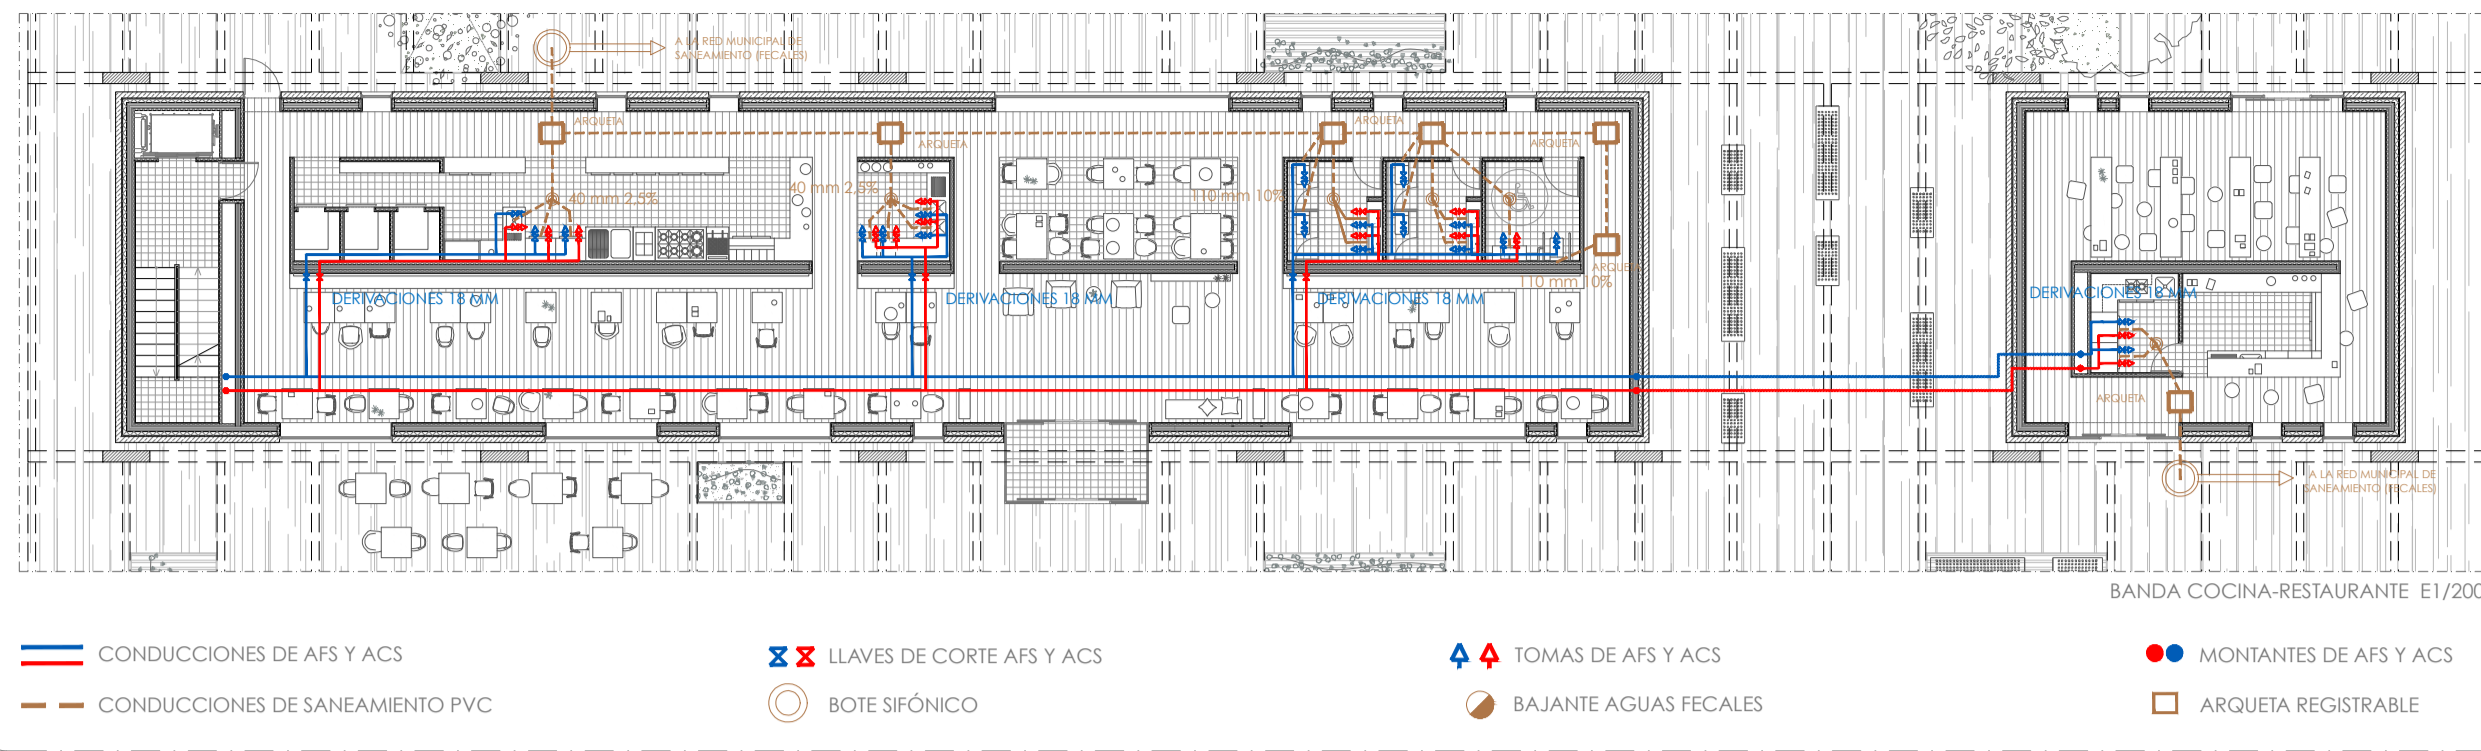 A LA RED MUNICIPAL DE
SANEAMIENTO (FECALES)
ARQUETA
ARQUETA
ARQUETA
ARQUETA
40 mm 2,5%
40 mm 2,5%
110 mm 10%
ARQUETA
110 mm 10%
DERIVACIONES 18 MM
DERIVACIONES 18 MM
DERIVACIONES 18 MM
DERIVACIONES 18 MM
ARQUETA
A LA RED MUNICIPAL DE
SANEAMIENTO (FECALES)
BANDA COCINA-RESTAURANTE E1/200
CONDUCCIONES DE AFS Y ACS
LLAVES DE CORTE AFS Y ACS
TOMAS DE AFS Y ACS
MONTANTES DE AFS Y ACS
CONDUCCIONES DE SANEAMIENTO PVC
BOTE SIFÓNICO
BAJANTE AGUAS FECALES
ARQUETA REGISTRABLE